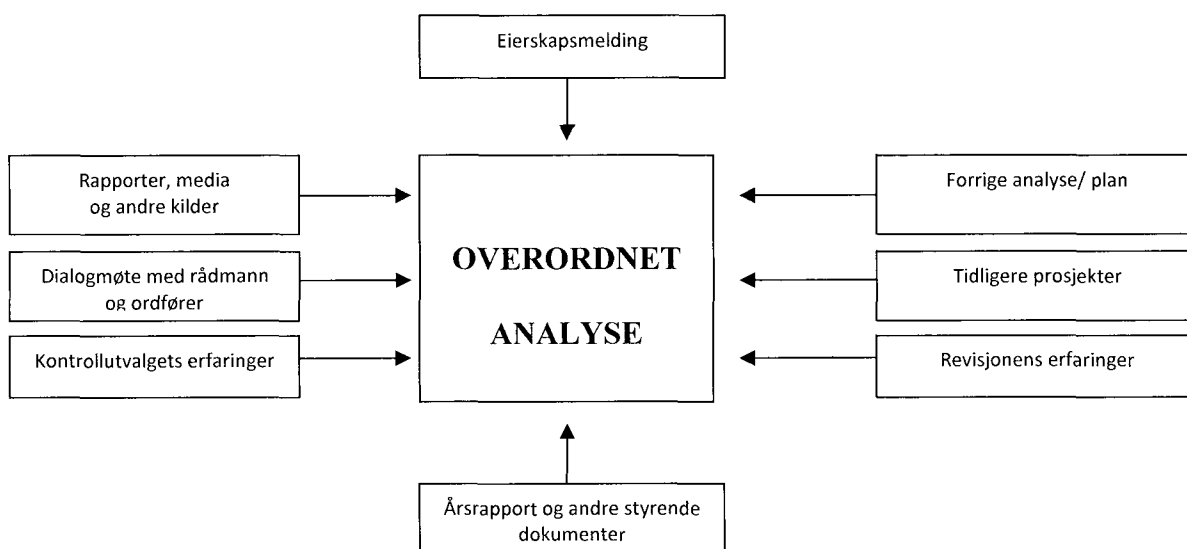 Eierskapsmelding
Rapporter, media
og andre kilder
Dialogmøte med rådmann
og ordfører
Kontrollutvalgets erfaringer
OVERORDNET
ANALYSE
Forrige analyse/ plan
Tidligere prosjekter
Revisjonens erfaringer
Årsrapport og andre styrende
dokumenter